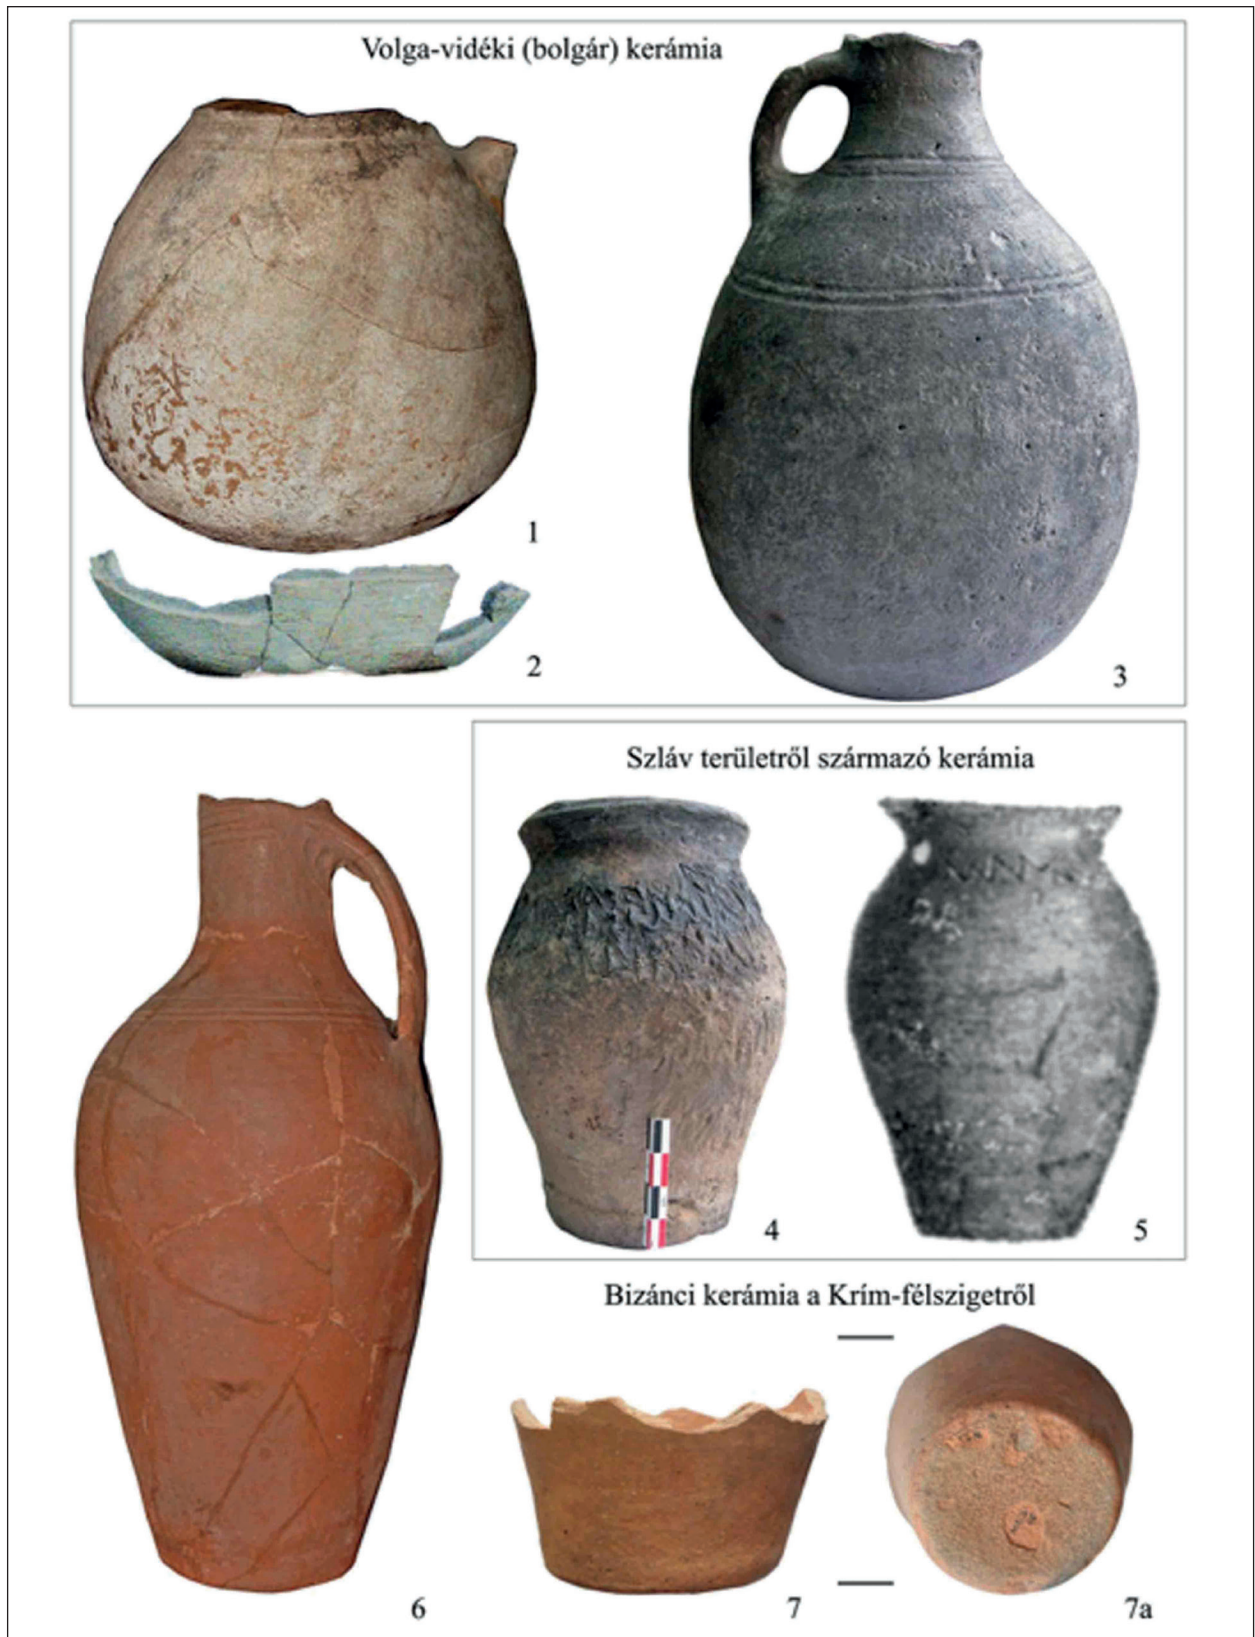 Volga-vidéki (bolgár) kerámia
1
2
3
Szláv területről származó kerámia
4
5
Bizánci kerámia a Krím-félszigetről
6
7
7a